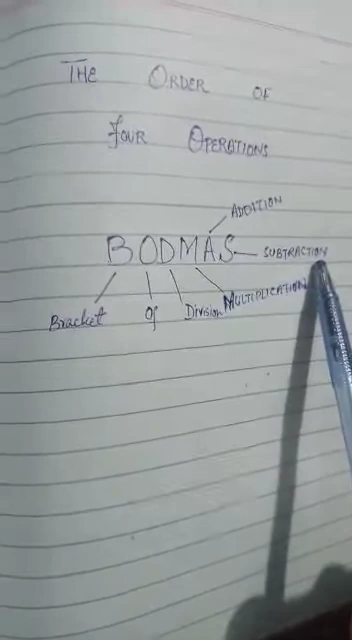 THE ORDER OF
Four OPERATIONS
ADDITION
BODMAS SUBTRACTION
Bracket Of Division MULTIPLICATION